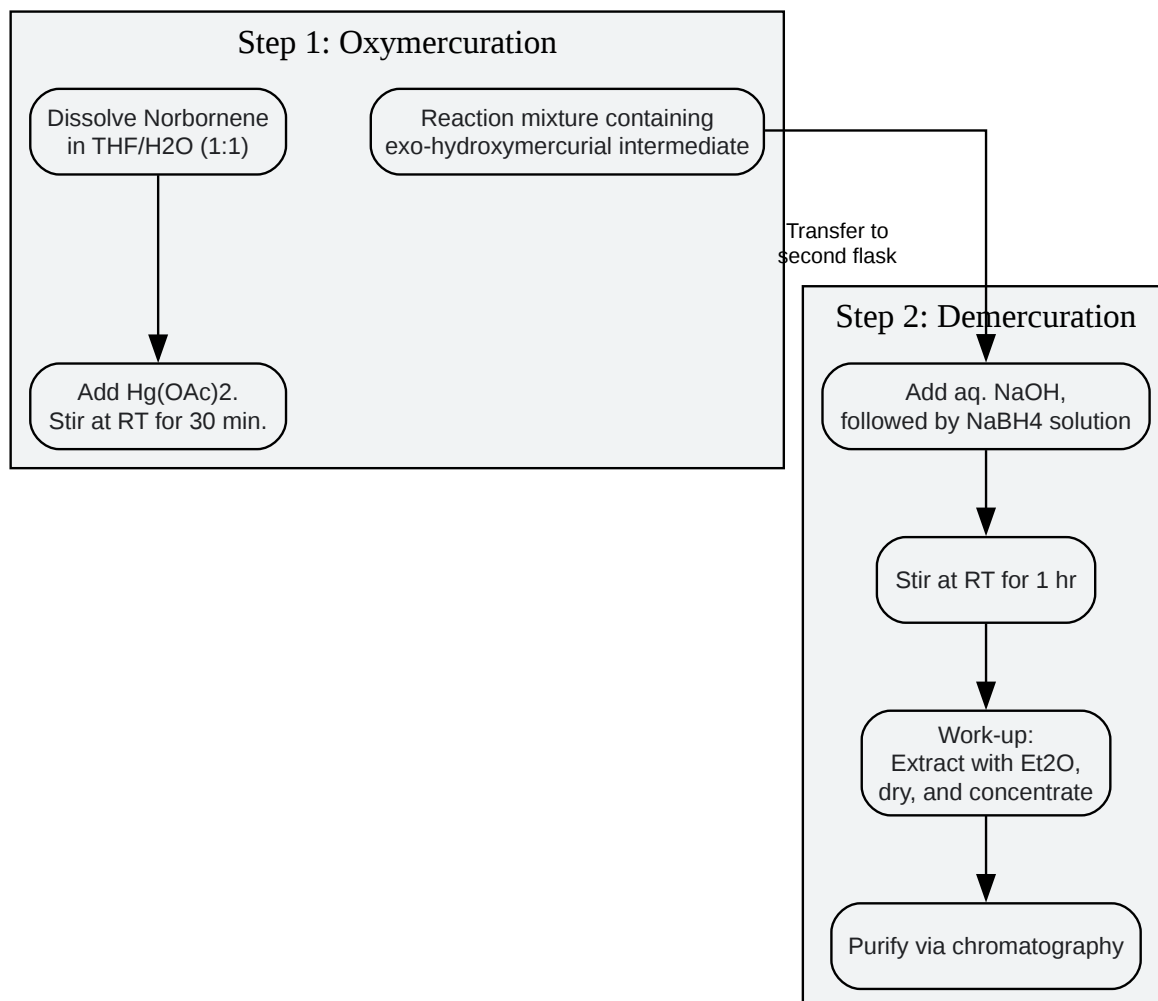 Step 1: Oxymercuration
Dissolve Norbornene
in THF/H2O (1:1)
Reaction mixture containing
exo-hydroxymercurial intermediate
Add Hg(OAc)2.
Stir at RT for 30 min.
Transfer to
second flask
Step 2: Demercuration
Add aq. NaOH,
followed by NaBH4 solution
Stir at RT for 1 hr
Work-up:
Extract with Et2O,
dry, and concentrate
Purify via chromatography